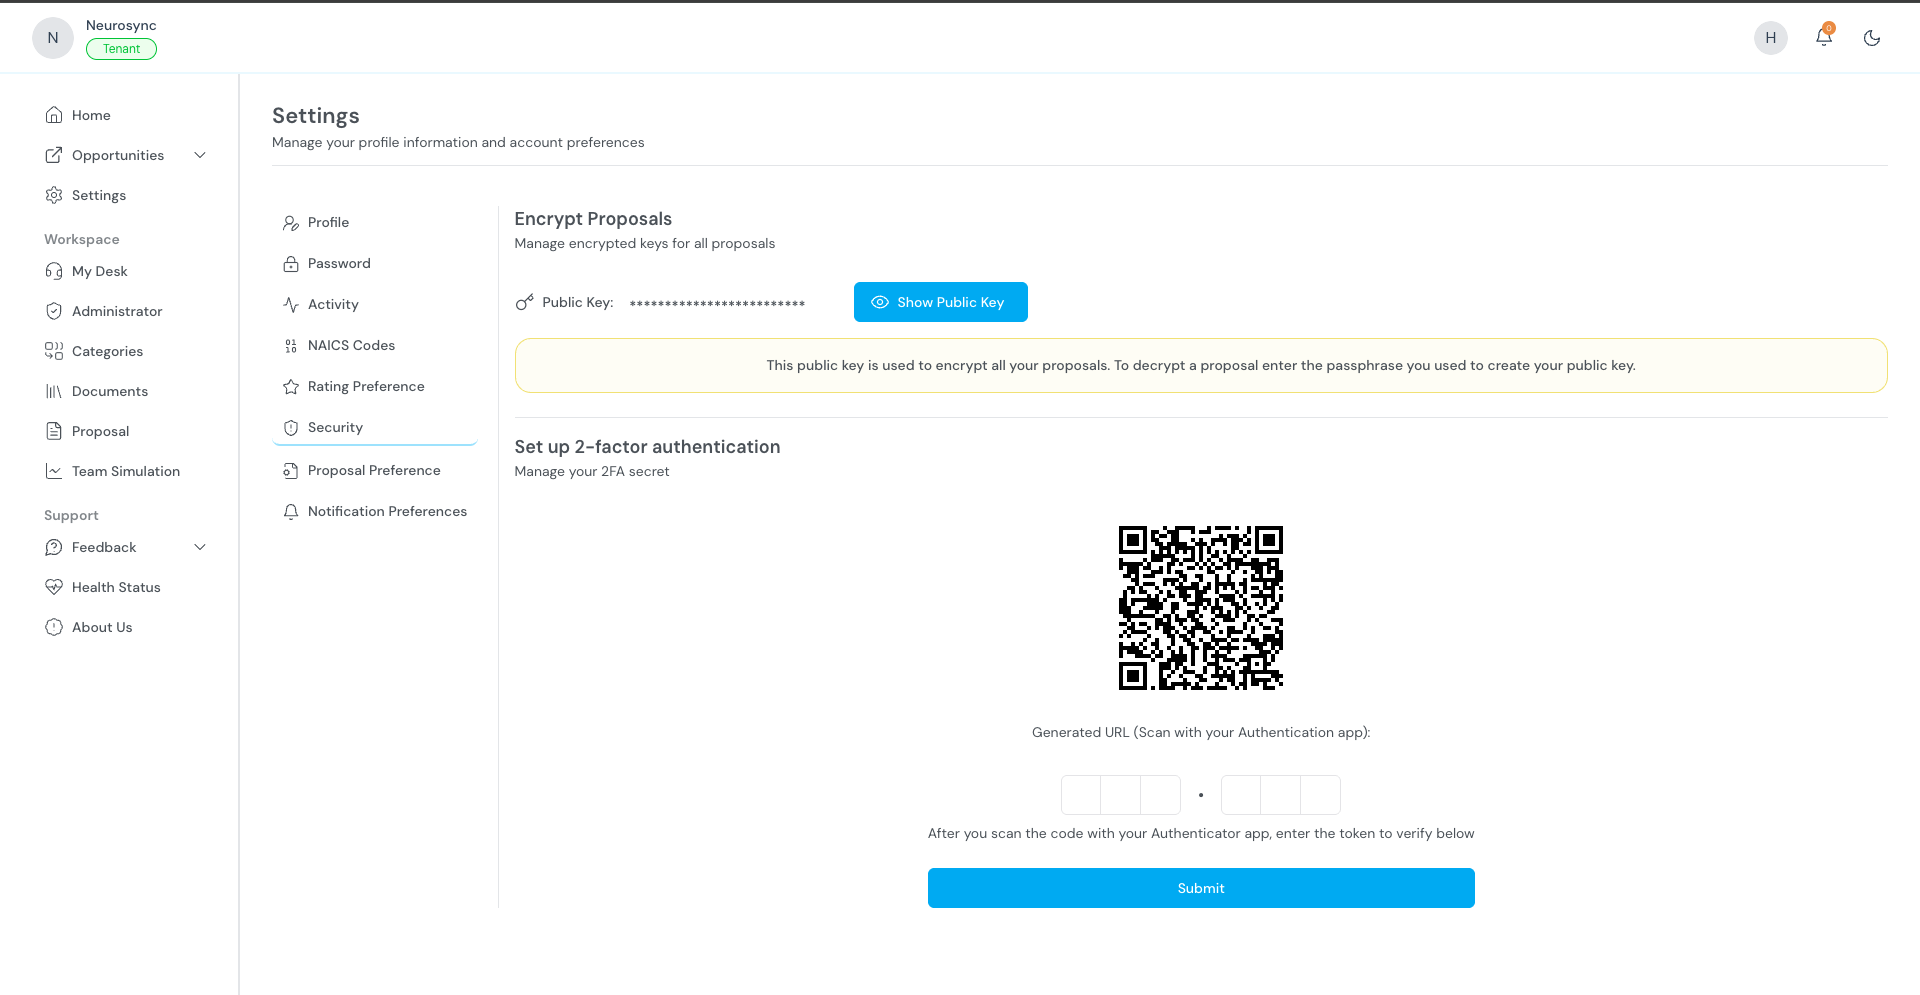 N
Neurosync
Tenant
H
0
Home
Opportunities
Settings
Workspace
My Desk
Administrator
Categories
Documents
Proposal
Team Simulation
Support
Feedback
Health Status
About Us
Settings
Manage your profile information and account preferences
Profile
Password
Activity
NAICS Codes
Rating Preference
Security
Proposal Preference
Notification Preferences
Encrypt Proposals
Manage encrypted keys for all proposals
Public Key: *************************
Show Public Key
This public key is used to encrypt all your proposals. To decrypt a proposal enter the passphrase you used to create your public key.
Set up 2-factor authentication
Manage your 2FA secret
Generated URL (Scan with your Authentication app):
After you scan the code with your Authenticator app, enter the token to verify below
Submit